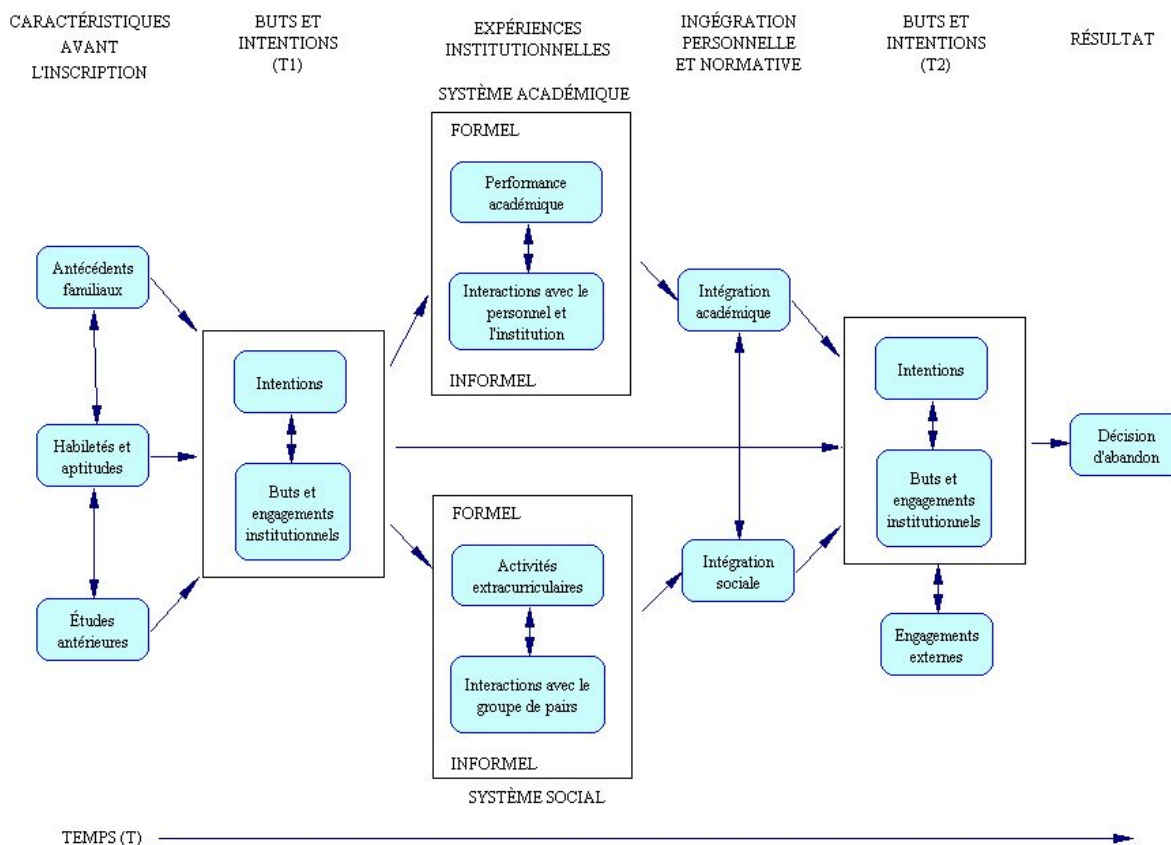 CARACTÉRISTIQUES
AVANT
L'INSCRIPTION
BUTS ET
INTENTIONS
(T1)
EXPÉRIENCES
INSTITUTIONNELLES
INGÉGRATION
PERSONNELLE
ET NORMATIVE
BUTS ET
INTENTIONS
(T2)
RÉSULTAT
SYSTÈME ACADÉMIQUE
FORMEL
Performance
académique
Interactions avec le
personnel et
l'institution
INFORMEL
Antécédents
familiaux
Habiletés et
aptitudes
Études
antérieures
Intentions
Buts et
engagements
institutionnels
FORMEL
Activités
extracurriculaires
Interactions avec le
groupe de pairs
INFORMEL
SYSTÈME SOCIAL
Intégration
académique
Intégration
sociale
Intentions
Buts et
engagements
institutionnels
Engagements
externes
Décision
d'abandon
TEMPS (T)